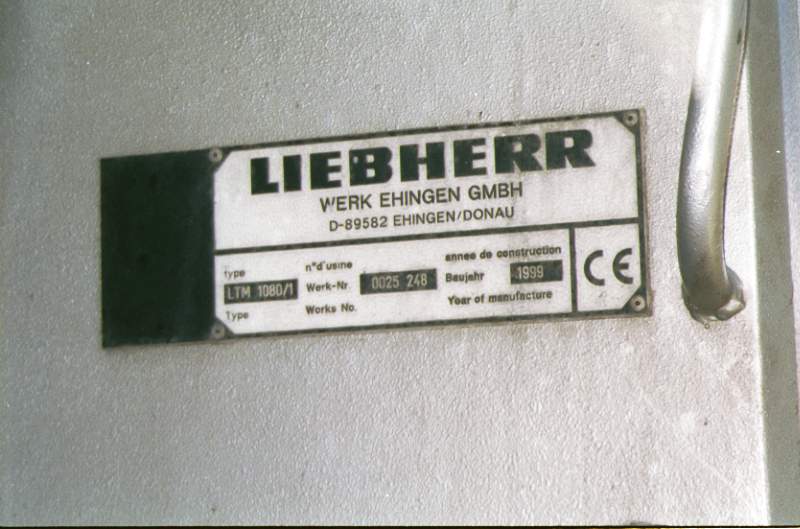 LIEBHERR
WERK EHINGEN GMBH
D-89582 EHINGEN/DONAU
type n°d'usine annee de construction
LTM 1080/1 Werk-Nr. 0025 248 Baujahr 1999 CE
Type Works No. Year of manufacture